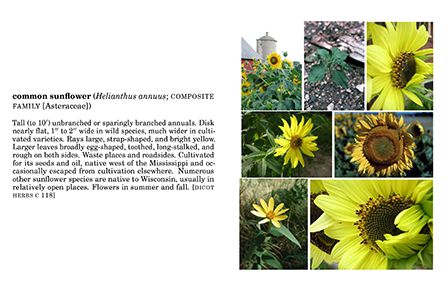 common sunflower (Helianthus annuus; COMPOSITE
FAMILY [Asteraceae])
Tall (to 10') unbranched or sparingly branched annuals. Disk
nearly flat, 1" to 2" wide in wild species, much wider in culti-
vated varieties. Rays large, strap-shaped, and bright yellow.
Larger leaves broadly egg-shaped, toothed, long-stalked, and
rough on both sides. Waste places and roadsides. Cultivated
for its seeds and oil, native west of the Mississippi and oc-
casionally escaped from cultivation elsewhere. Numerous
other sunflower species are native to Wisconsin, usually in
relatively open places. Flowers in summer and fall. [DICOT
HERBS C 118]